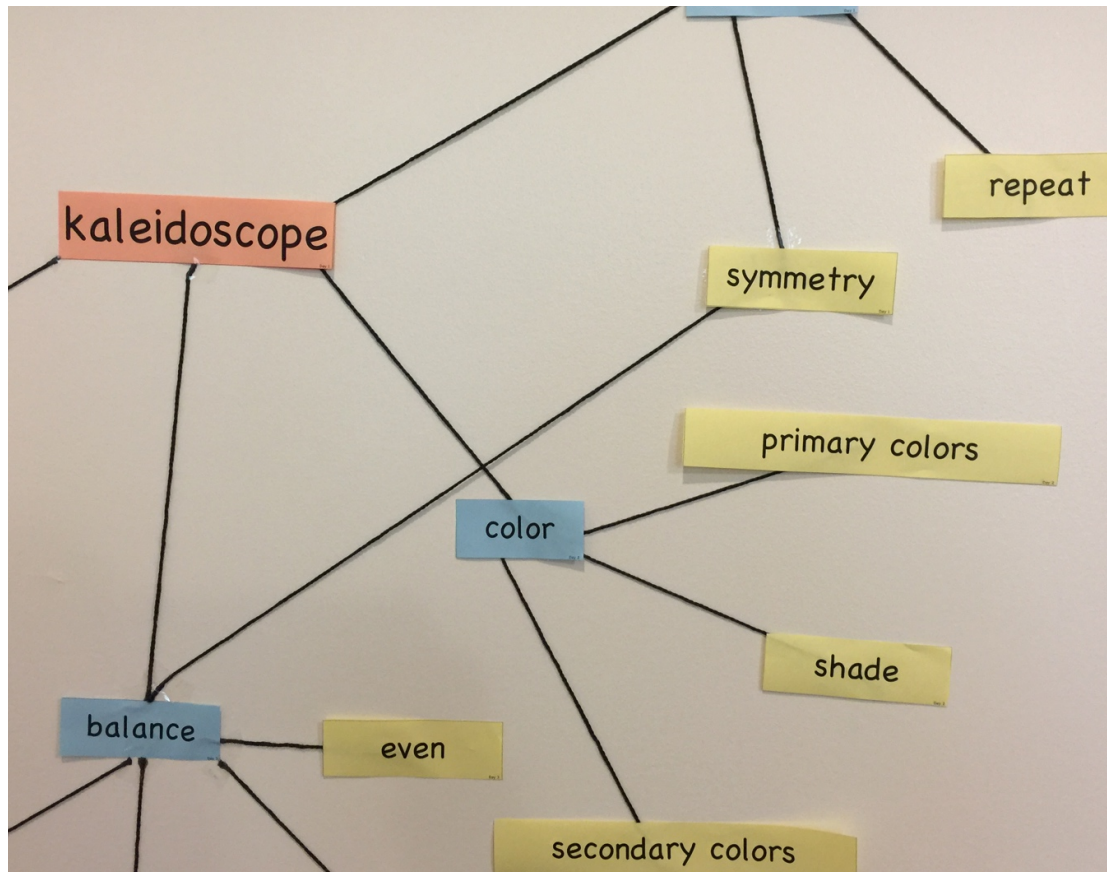 repeat
kaleidoscope
symmetry
primary colors
color
shade
balance
even
secondary colors